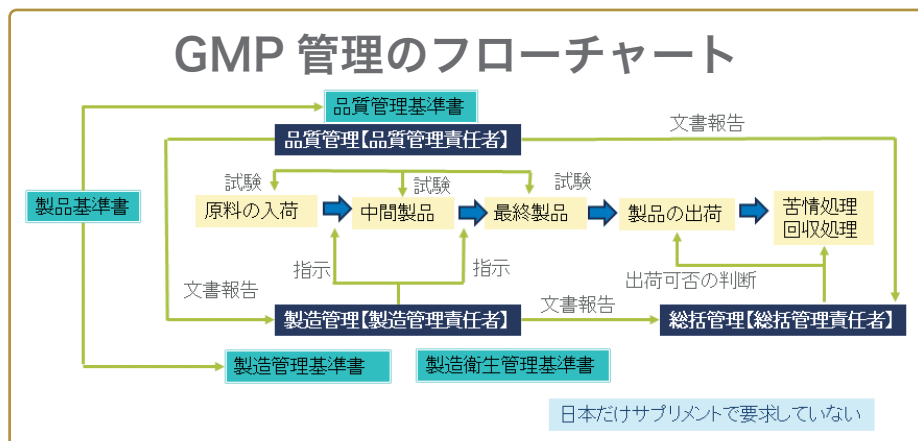 GMP 管理のフローチャート
品質管理基準書
品質管理【品質管理責任者】
文書報告
試験
試験
試験
製品基準書
原料の入荷
中間製品
最終製品
製品の出荷
苦情処理
回収処理
指示
指示
出荷可否の判断
文書報告
製造管理【製造管理責任者】
文書報告
総括管理【総括管理責任者】
製造管理基準書
製造衛生管理基準書
日本だけサプリメントで要求していない